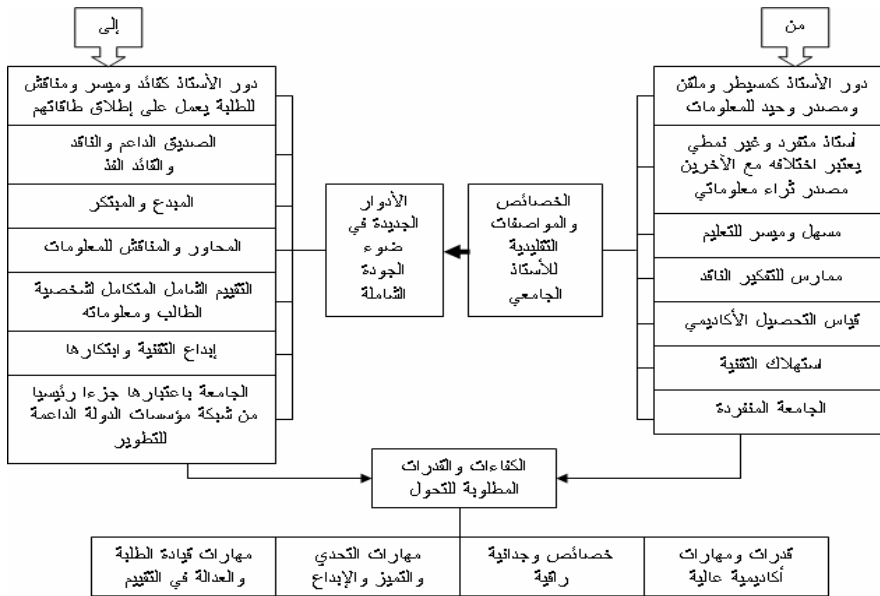 من
إلى
دور الأستاذ كمسيطر وملقن
ومصدر وحيد للمعلومات
أستاذ متفرد وغير نمطي
يعتبر اختلافه مع الآخرين
مصدر ثراء معلوماتي
مسهل وميسر للتعليم
ممارس للتفكير الناقد
قياس التحصيل الأكاديمي
استهلاك التقنية
الجامعة المنفردة
الخصائص
والمواصفات
التقليدية
للأستاذ
الجامعي
الأدوار
الجديدة في
ضوء
الجودة
الشاملة
دور الأستاذ كقائد وميسر ومناقش
للطلبة يعمل على إطلاق طاقاتهم
الصديق الداعم والناقد
والقائد الفذ
المبدع والمبتكر
المحاور والمناقش للمعلومات
التقييم الشامل المتكامل لشخصية
الطالب ومعلوماته
إبداع التقنية وابتكارها
الجامعة باعتبارها جزءا رئيسيا
من شبكة مؤسسات الدولة الداعمة
للتطوير
الكفاءات والقدرات
المطلوبة للتحول
قدرات ومهارات
أكاديمية عالية
خصائص وجدانية
راقية
مهارات التحدي
والتميز والإبداع
مهارات قيادة الطلبة
والعدالة في التقييم